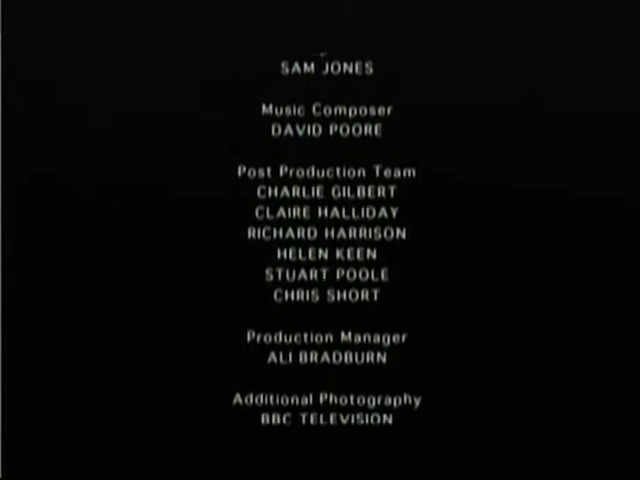 SAM JONES
Music Composer
DAVID POORE
Post Production Team
CHARLIE GILBERT
CLAIRE HALLIDAY
RICHARD HARRISON
HELEN KEEN
STUART POOLE
CHRIS SHORT
Production Manager
ALI BRADBURN
Additional Photography
BBC TELEVISION